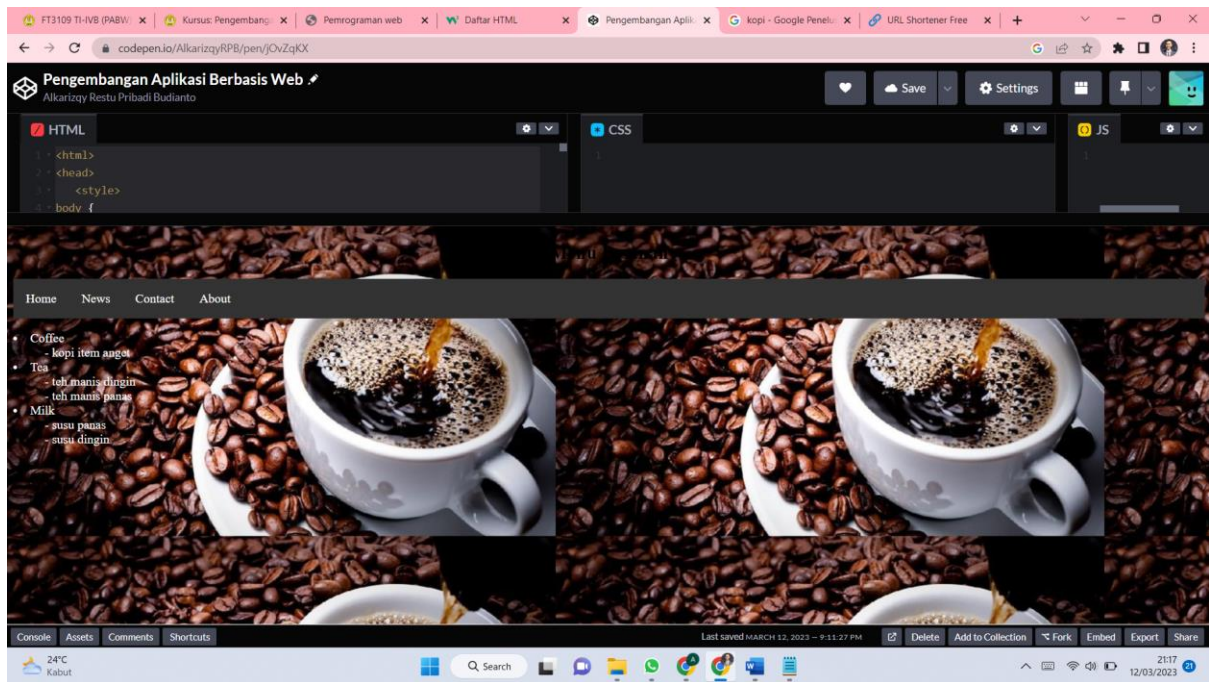 FT3109 TI-IVB (PABW)
Kursus: Pengembang
Pemrograman web
Daftar HTML
Pengembangan Aplik
kopi - Google Penelu
URL Shortener Free
codepen.io/AlkarizqyRPB/pen/jOvZqKX
Pengembangan Aplikasi Berbasis Web
Alkarizqy Restu Pribadi Budianto
Save
Settings
HTML
CSS
JS
1 <html>
2 <head>
3 <style>
4 body {
1
1
Home News Contact About
• Coffee
- kopi item anget
• Tea
- teh manis dingin
- teh manis panas
• Milk
- susu panas
- susu dingin
Console Assets Comments Shortcuts
Last saved MARCH 12, 2023 — 9:11:27 PM
Delete Add to Collection Fork Embed Export Share
24°C
Kabut
Search
21:17
12/03/2023
21